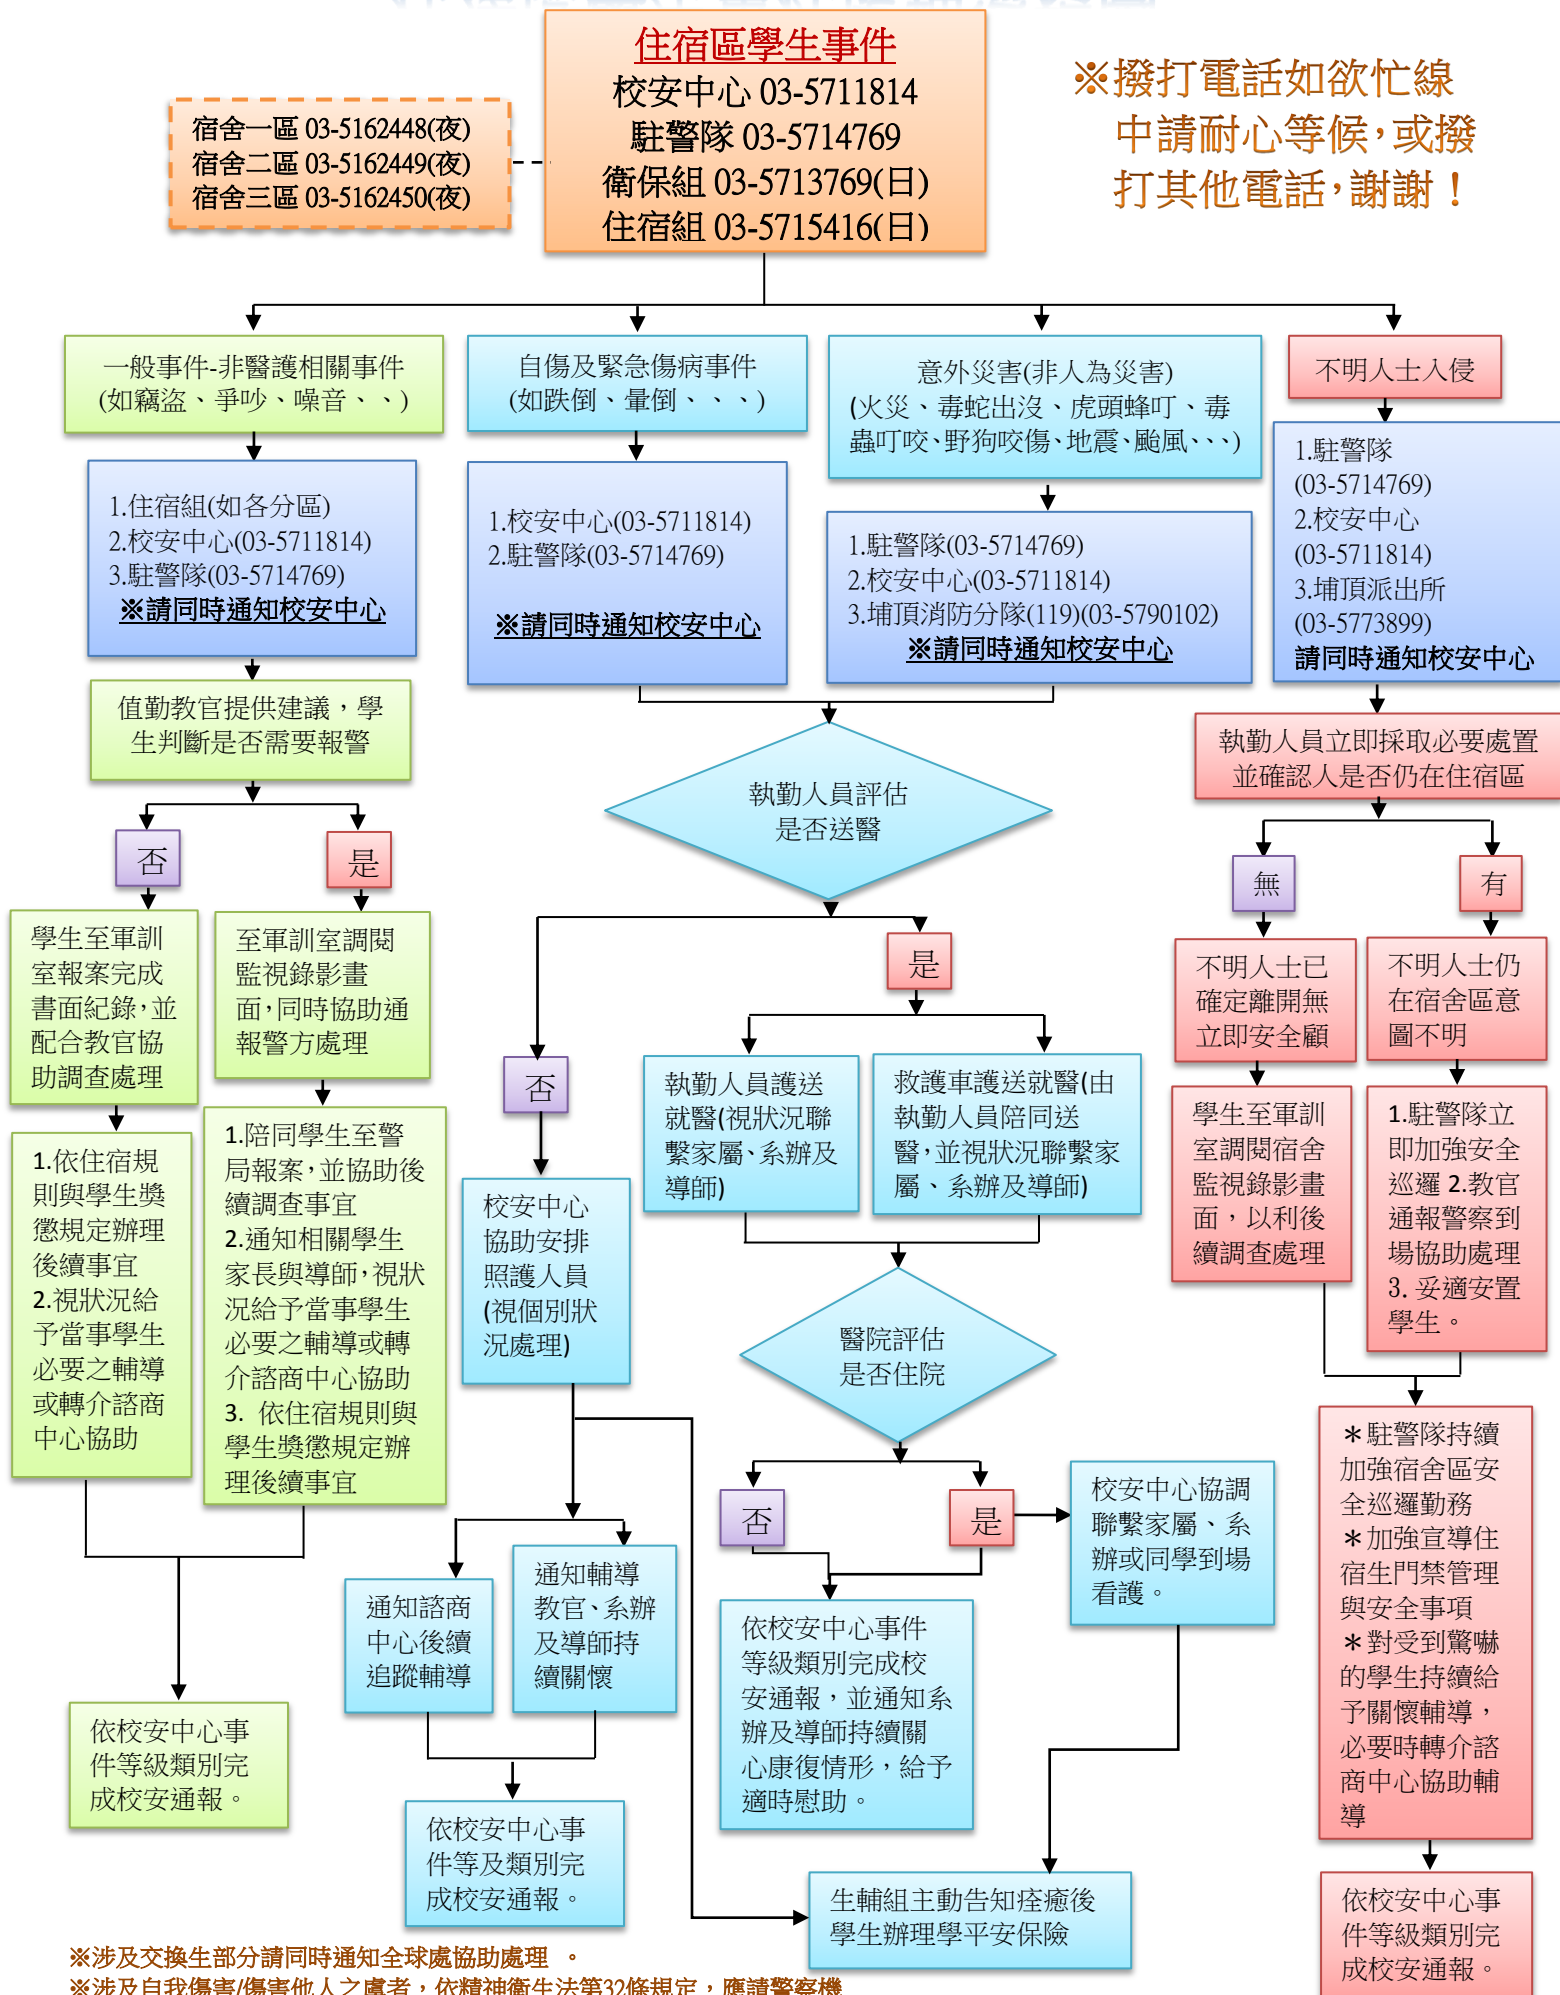 住宿區學生事件
校安中心 03-5711814
駐警隊 03-5714769
衛保組 03-5713769(日)
住宿組 03-5715416(日)
宿舍一區 03-5162448(夜)
宿舍二區 03-5162449(夜)
宿舍三區 03-5162450(夜)
※撥打電話如欲忙線
中請耐心等候，或撥
打其他電話，謝謝！
一般事件-非醫護相關事件
(如竊盜、爭吵、噪音、、)
自傷及緊急傷病事件
(如跌倒、暈倒、、、)
意外災害(非人為災害)
(火災、毒蛇出沒、虎頭蜂叮、毒
蟲叮咬、野狗咬傷、地震、颱風、、、)
不明人士入侵
1.住宿組(如各分區)
2.校安中心(03-5711814)
3.駐警隊(03-5714769)
※請同時通知校安中心
1.校安中心(03-5711814)
2.駐警隊(03-5714769)
※請同時通知校安中心
1.駐警隊(03-5714769)
2.校安中心(03-5711814)
3.埔頂消防分隊(119)(03-5790102)
※請同時通知校安中心
1.駐警隊
(03-5714769)
2.校安中心
(03-5711814)
3.埔頂派出所
(03-5773899)
請同時通知校安中心
值勤教官提供建議，學
生判斷是否需要報警
執勤人員評估
是否送醫
執勤人員立即採取必要處置
並確認人是否仍在住宿區
否
是
無
有
學生至軍訓
室報案完成
書面紀錄，並
配合教官協
助調查處理
至軍訓室調閱
監視錄影畫
面，同時協助通
報警方處理
是
否
不明人士已
確定離開無
立即安全顧
不明人士仍
在宿舍區意
圖不明
執勤人員護送
就醫(視狀況聯
繫家屬、系辦及
導師)
救護車護送就醫(由
執勤人員陪同送
醫，並視狀況聯繫家
屬、系辦及導師)
學生至軍訓
室調閱宿舍
監視錄影畫
面，以利後
續調查處理
1.駐警隊立
即加強安全
巡邏 2.教官
通報警察到
場協助處理
3. 妥適安置
學生。
1.依住宿規
則與學生獎
懲規定辦理
後續事宜
2.視狀況給
予當事學生
必要之輔導
或轉介諮商
中心協助
1.陪同學生至警
局報案，並協助後
續調查事宜
2.通知相關學生
家長與導師，視狀
況給予當事學生
必要之輔導或轉
介諮商中心協助
3. 依住宿規則與
學生獎懲規定辦
理後續事宜
校安中心
協助安排
照護人員
(視個別狀
況處理)
醫院評估
是否住院
否
是
校安中心協調
聯繫家屬、系
辦或同學到場
看護。
＊駐警隊持續
加強宿舍區安
全巡邏勤務
＊加強宣導住
宿生門禁管理
與安全事項
＊對受到驚嚇
的學生持續給
予關懷輔導，
必要時轉介諮
商中心協助輔
導
通知諮商
中心後續
追蹤輔導
通知輔導
教官、系辦
及導師持
續關懷
依校安中心事件
等級類別完成校
安通報，並通知系
辦及導師持續關
心康復情形，給予
適時慰助。
依校安中心事
件等級類別完
成校安通報。
依校安中心事
件等及類別完
成校安通報。
生輔組主動告知痊癒後
學生辦理學平安保險
依校安中心事
件等級類別完
成校安通報。
※涉及交換生部分請同時通知全球處協助處理 。
※涉及自我傷害/傷害他人之虞者，依精神衛生法第32條規定，應請警察機